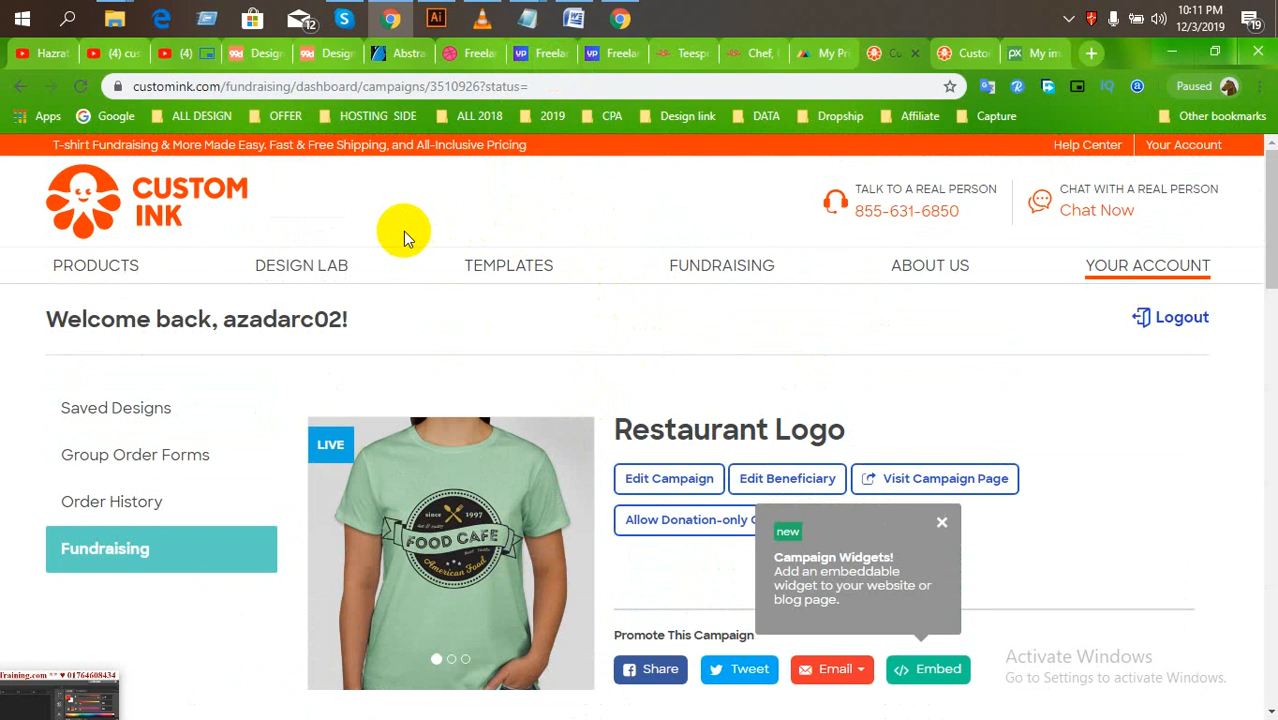 12
10:11 PM
12/3/2019
19
Hazrat
(4) cus
(4)
Design
Design
Abstra
Freela
Freela
Freela
Teesp
Chef,
My Pri
Cu
Custo
My im
customink.com/fundraising/dashboard/campaigns/3510926?status=
Paused
Apps
Google
ALL DESIGN
OFFER
HOSTING SIDE
ALL 2018
2019
CPA
Design link
DATA
Dropship
Affiliate
Capture
Other bookmarks
T-shirt Fundraising & More Made Easy. Fast & Free Shipping, and All-Inclusive Pricing
Help Center
Your Account
CUSTOM
INK
TALK TO A REAL PERSON
855-631-6850
CHAT WITH A REAL PERSON
Chat Now
PRODUCTS
DESIGN LAB
TEMPLATES
FUNDRAISING
ABOUT US
YOUR ACCOUNT
Welcome back, azadarc02!
Logout
Saved Designs
Group Order Forms
Order History
Fundraising
LIVE
since 1997
FOOD CAFE
American Food
Restaurant Logo
Edit Campaign
Edit Beneficiary
Visit Campaign Page
Allow Donation-only
new
Campaign Widgets!
Add an embeddable
widget to your website or
blog page.
Promote This Campaign
Share
Tweet
Email
Embed
Activate Windows
Go to Settings to activate Windows.
Training.com
01764608434